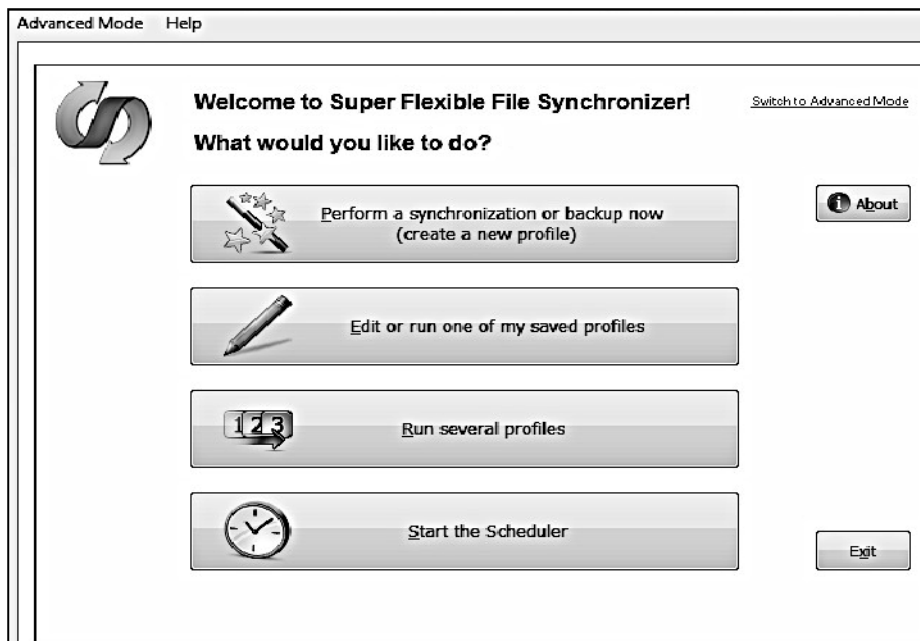 Advanced Mode Help
Welcome to Super Flexible File Synchronizer!
Switch to Advanced Mode
What would you like to do?
Perform a synchronization or backup now
(create a new profile)
About
Edit or run one of my saved profiles
123
Run several profiles
Start the Scheduler
Exit